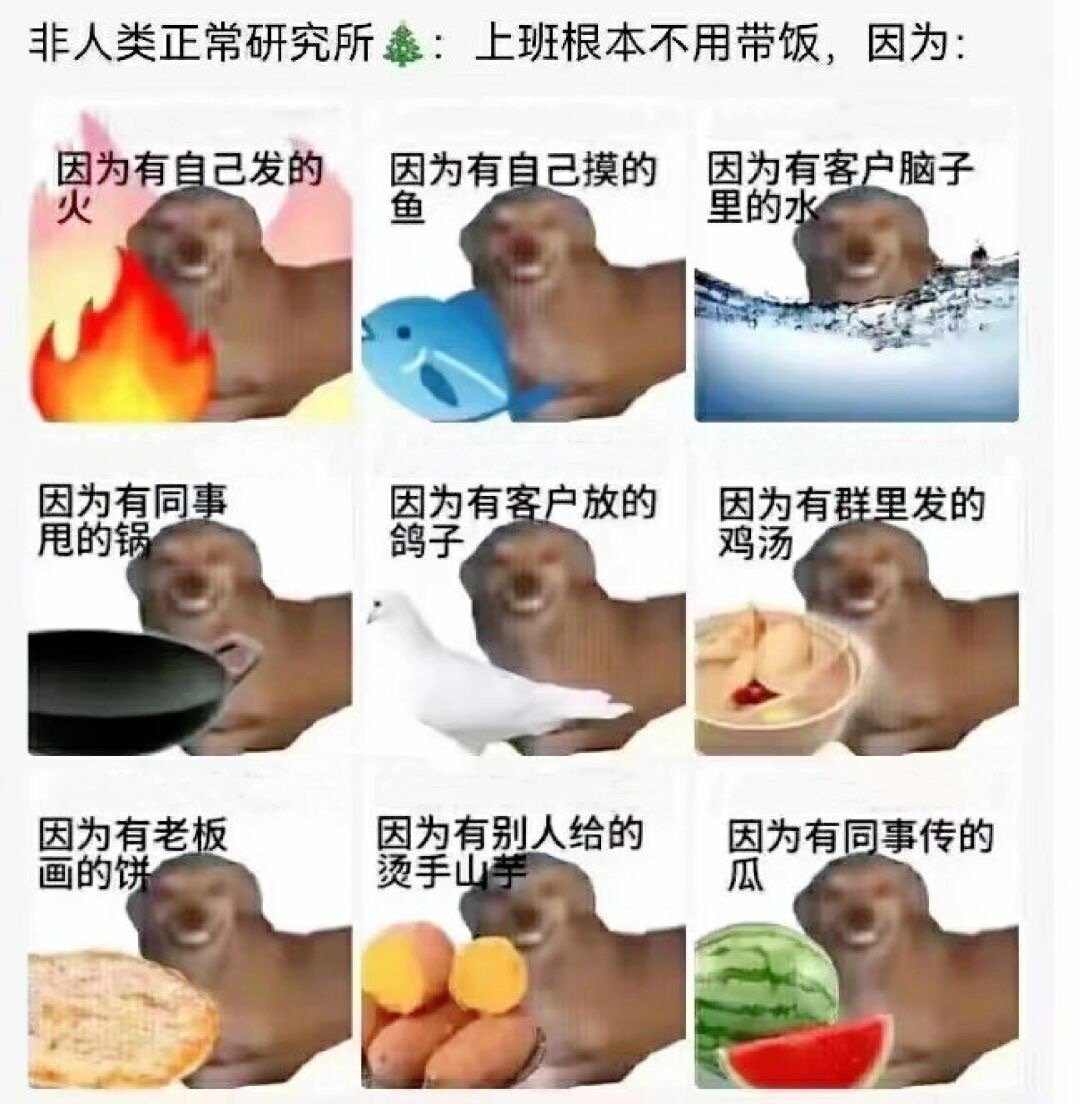 非人类正常研究所🎄：上班根本不用带饭，因为：
因为有自己发的
火
因为有自己摸的
鱼
因为有客户脑子
里的水
因为有同事
甩的锅
因为有客户放的
鸽子
因为有群里发的
鸡汤
因为有老板
画的饼
因为有别人给的
烫手山芋
因为有同事传的
瓜